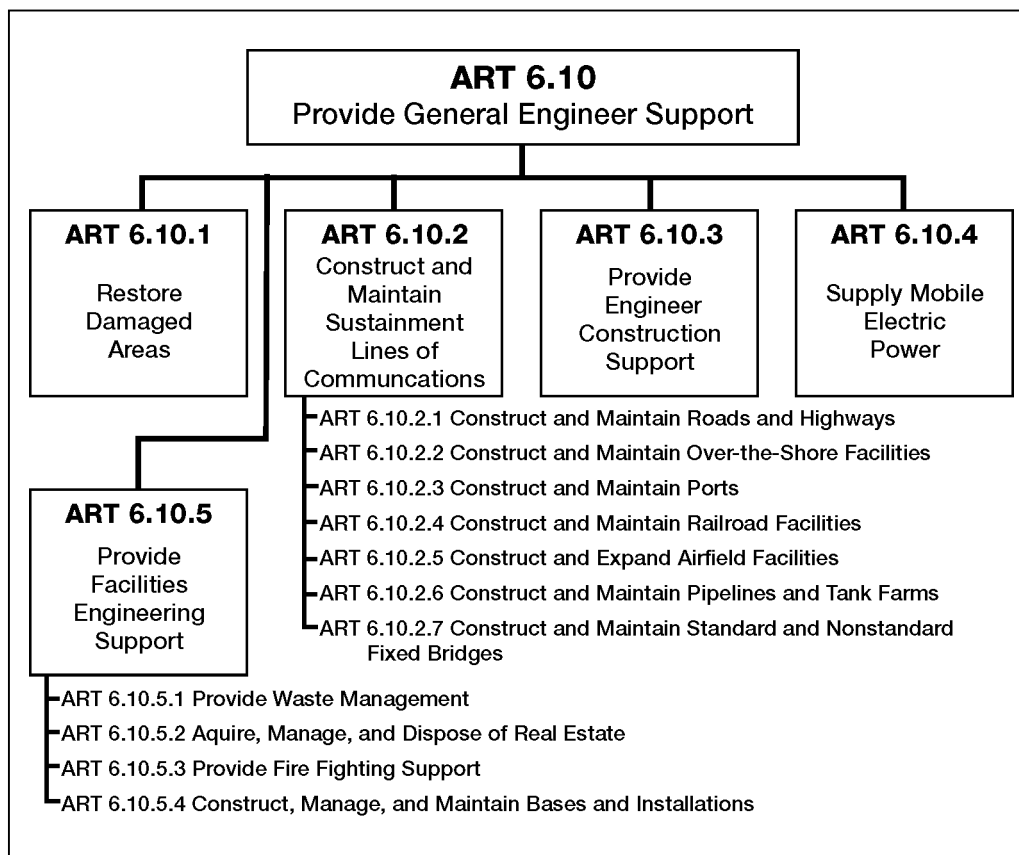 ART 6.10
Provide General Engineer Support
ART 6.10.1
Restore
Damaged
Areas
ART 6.10.2
Construct and
Maintain
Sustainment
Lines of
Communcations
ART 6.10.3
Provide
Engineer
Construction
Support
ART 6.10.4
Supply Mobile
Electric
Power
ART 6.10.2.1 Construct and Maintain Roads and Highways
ART 6.10.2.2 Construct and Maintain Over-the-Shore Facilities
ART 6.10.2.3 Construct and Maintain Ports
ART 6.10.2.4 Construct and Maintain Railroad Facilities
ART 6.10.2.5 Construct and Expand Airfield Facilities
ART 6.10.2.6 Construct and Maintain Pipelines and Tank Farms
ART 6.10.2.7 Construct and Maintain Standard and Nonstandard
Fixed Bridges
ART 6.10.5
Provide
Facilities
Engineering
Support
ART 6.10.5.1 Provide Waste Management
ART 6.10.5.2 Aquire, Manage, and Dispose of Real Estate
ART 6.10.5.3 Provide Fire Fighting Support
ART 6.10.5.4 Construct, Manage, and Maintain Bases and Installations